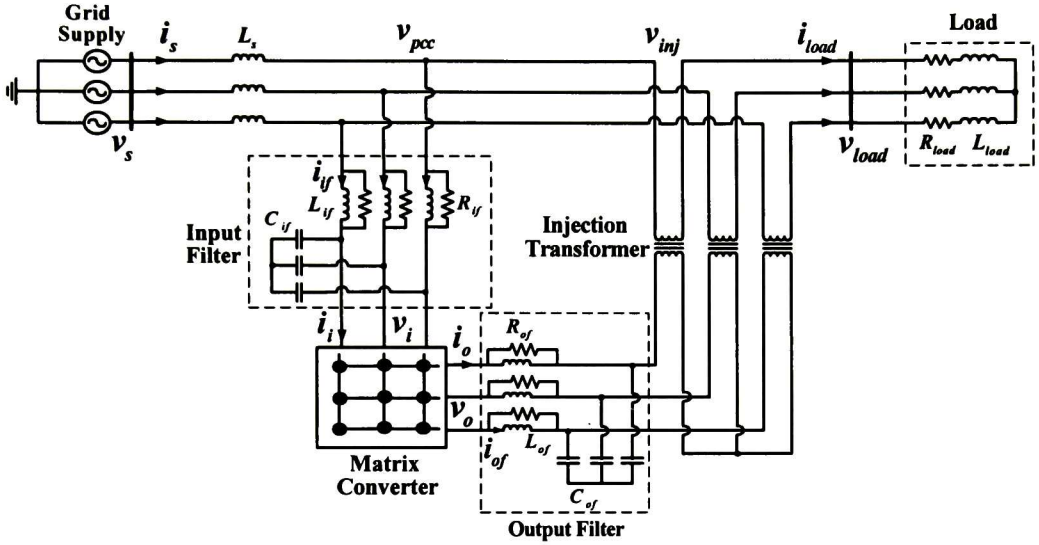 Grid
Supply
i_s
L_s
v_pcc
v_inj
i_load
Load
v_s
v_load
R_load
L_load
i_if
L_if
R_if
C_if
Input
Filter
Injection
Transformer
i_i
v_i
i_o
R_of
v_o
i_of
L_of
C_of
Matrix
Converter
Output Filter